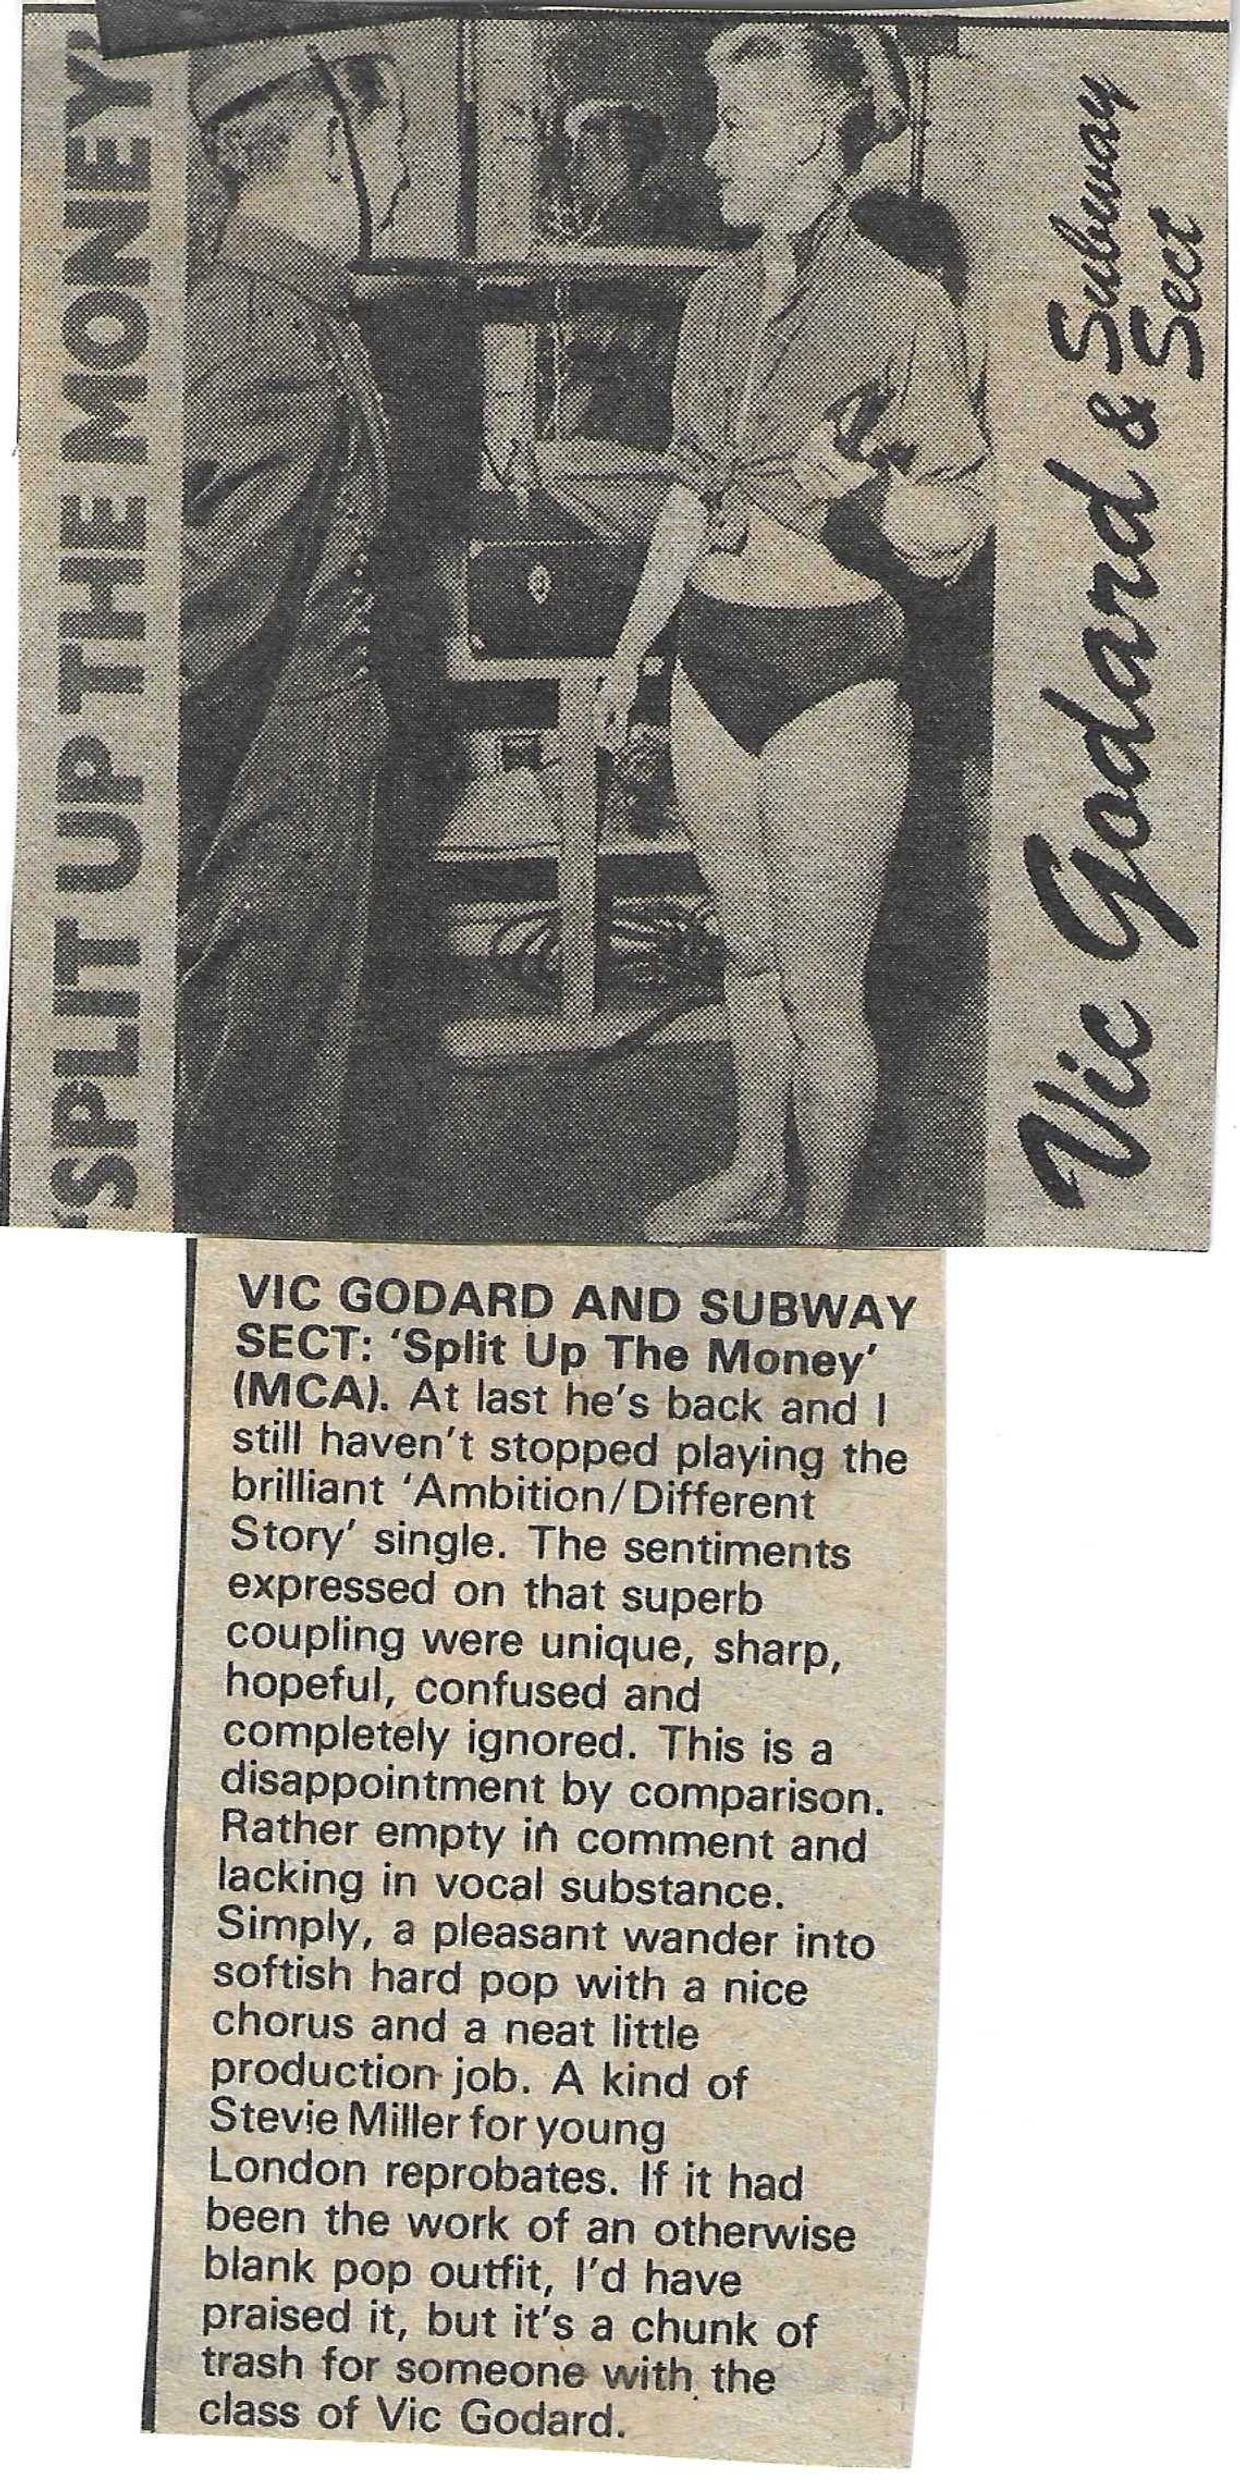 "SPLIT UP THE MONEY"
Vic Godard & Subway
Sect
VIC GODARD AND SUBWAY
SECT: ‘Split Up The Money’
(MCA). At last he’s back and I
still haven’t stopped playing the
brilliant ‘Ambition/Different
Story’ single. The sentiments
expressed on that superb
coupling were unique, sharp,
hopeful, confused and
completely ignored. This is a
disappointment by comparison.
Rather empty in comment and
lacking in vocal substance.
Simply, a pleasant wander into
softish hard pop with a nice
chorus and a neat little
production job. A kind of
Stevie Miller for young
London reprobates. If it had
been the work of an otherwise
blank pop outfit, I’d have
praised it, but it’s a chunk of
trash for someone with the
class of Vic Godard.